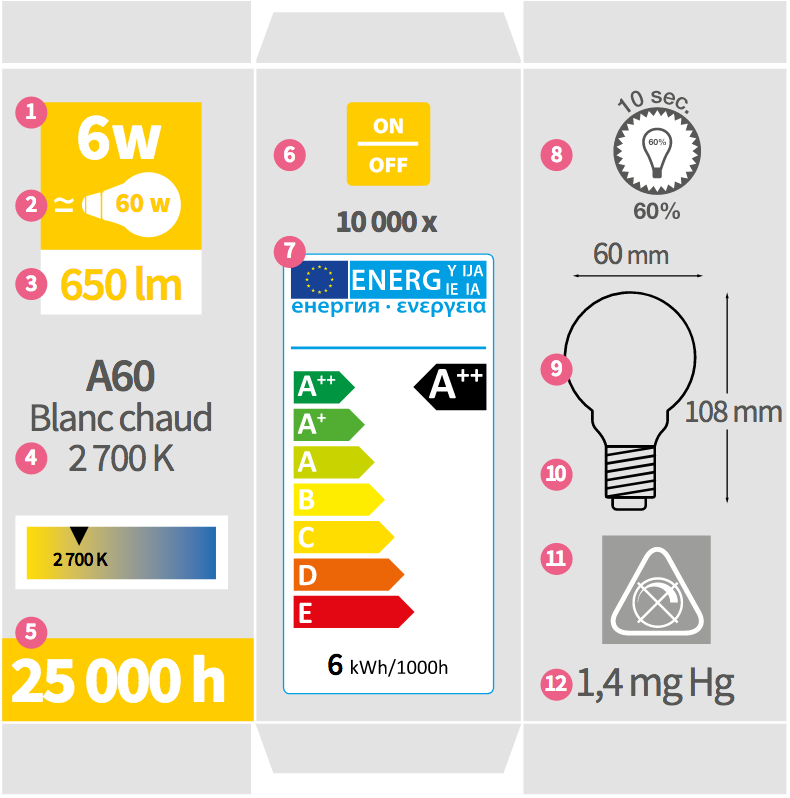 1
6w
2
≃ 60 w
3
650 lm
A60
Blanc chaud
4
2 700 K
2 700 K
5
25 000 h
6
ON
OFF
10 000 x
7
ENERG Y IJA
IE IA
енергия · ενεργεια
A++
A++
A+
A
B
C
D
E
6 kWh/1000h
8
10 sec.
60%
60%
60 mm
9
108 mm
10
11
12
1,4 mg Hg